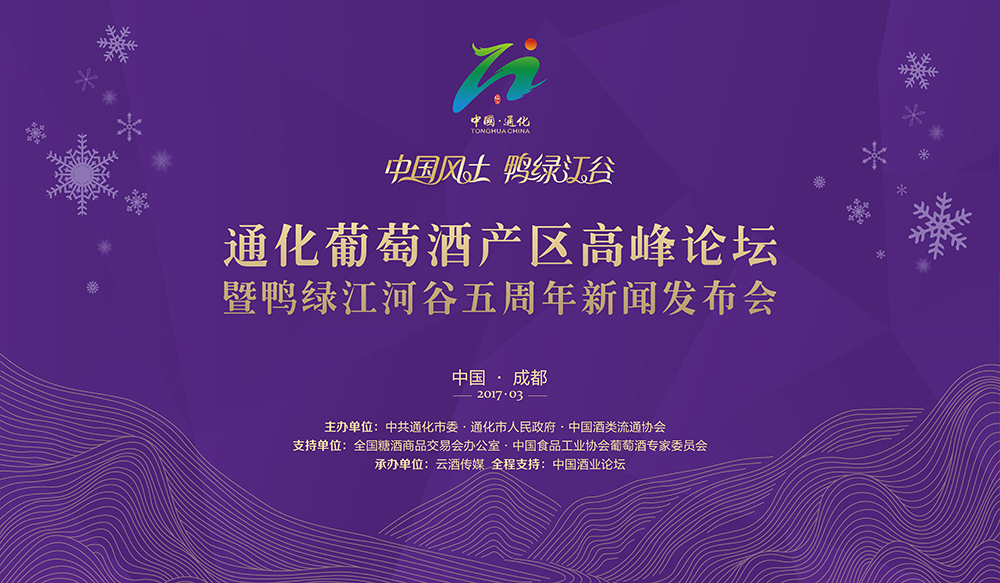 中國·通化
TONGHUA CHINA
中国风土 鸭绿江谷
通化葡萄酒产区高峰论坛
暨鸭绿江河谷五周年新闻发布会
中国 · 成都
2017·03
主办单位：中共通化市委·通化市人民政府·中国酒类流通协会
支持单位：全国糖酒商品交易会办公室·中国食品工业协会葡萄酒专家委员会
承办单位：云酒传媒 全程支持：中国酒业论坛